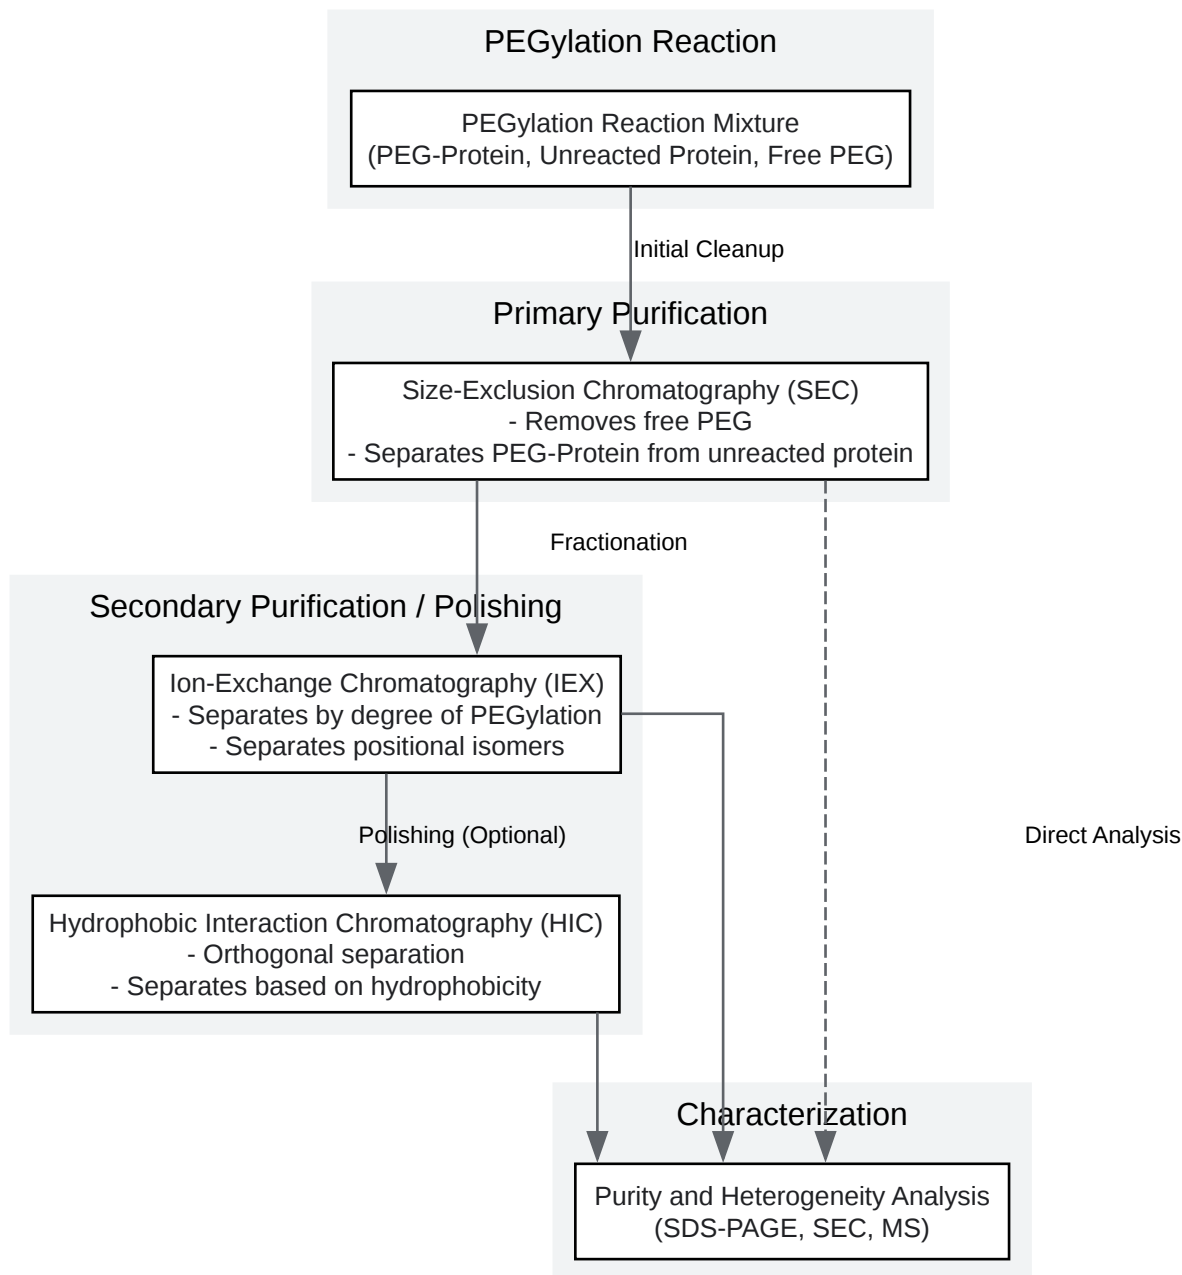 PEGylation Reaction
PEGylation Reaction Mixture
(PEG-Protein, Unreacted Protein, Free PEG)
Initial Cleanup
Primary Purification
Size-Exclusion Chromatography (SEC)
- Removes free PEG
- Separates PEG-Protein from unreacted protein
Fractionation
Secondary Purification / Polishing
Ion-Exchange Chromatography (IEX)
- Separates by degree of PEGylation
- Separates positional isomers
Polishing (Optional)
Direct Analysis
Hydrophobic Interaction Chromatography (HIC)
- Orthogonal separation
- Separates based on hydrophobicity
Characterization
Purity and Heterogeneity Analysis
(SDS-PAGE, SEC, MS)